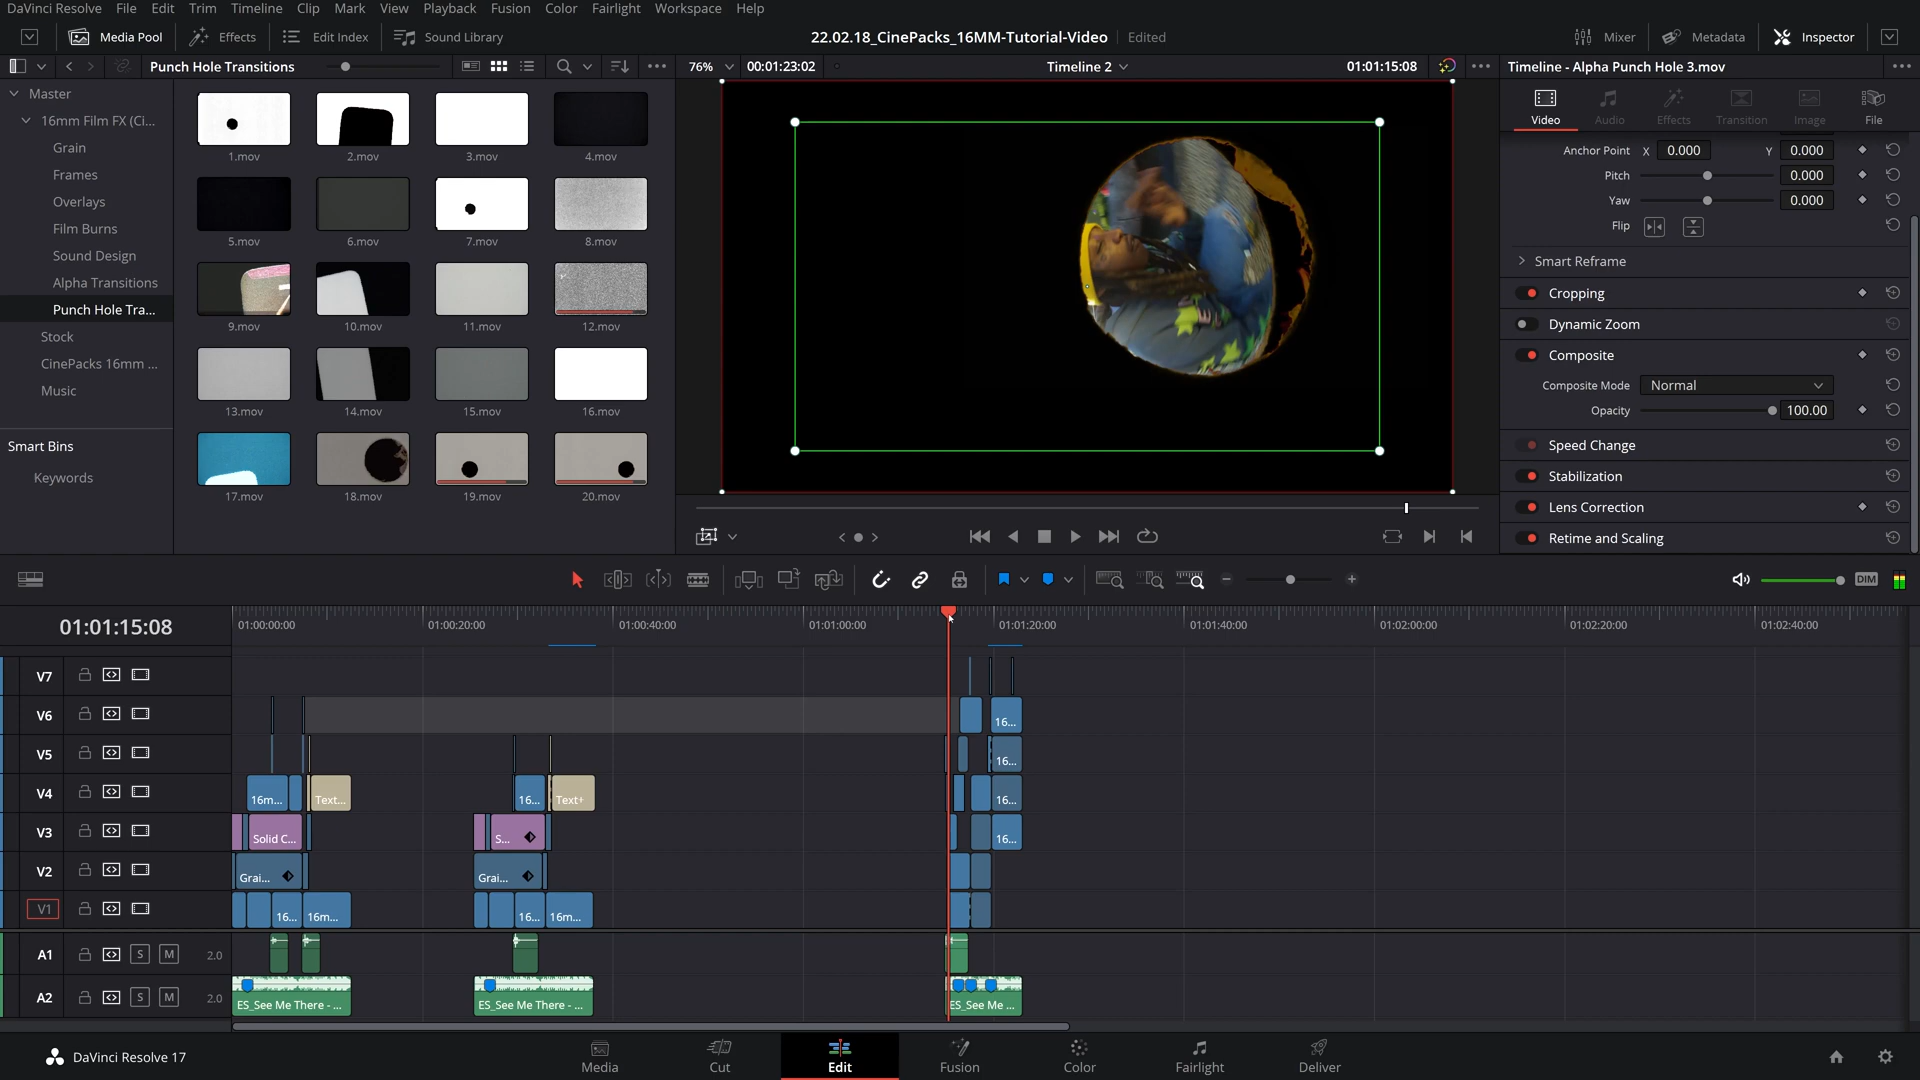 DaVinci Resolve File Edit Trim Timeline Clip Mark View Playback Fusion Color Fairlight Workspace Help
Media Pool Effects Edit Index Sound Library 22.02.18_CinePacks_16MM-Tutorial-Video Edited Mixer Metadata Inspector
Punch Hole Transitions 76% 00:01:23:02 Timeline 2 01:01:15:08 Timeline - Alpha Punch Hole 3.mov
Master
16mm Film FX (Ci...
Grain
Frames
Overlays
Film Burns
Sound Design
Alpha Transitions
Punch Hole Tra...
Stock
CinePacks 16mm ...
Music
Smart Bins
Keywords
1.mov 2.mov 3.mov 4.mov
5.mov 6.mov 7.mov 8.mov
9.mov 10.mov 11.mov 12.mov
13.mov 14.mov 15.mov 16.mov
17.mov 18.mov 19.mov 20.mov
Video Audio Effects Transition Image File
Anchor Point X 0.000 Y 0.000
Pitch 0.000
Yaw 0.000
Flip
Smart Reframe
Cropping
Dynamic Zoom
Composite
Composite Mode Normal
Opacity 100.00
Speed Change
Stabilization
Lens Correction
Retime and Scaling
DIM
01:01:15:08
01:00:00:00 01:00:20:00 01:00:40:00 01:01:00:00 01:01:20:00 01:01:40:00 01:02:00:00 01:02:20:00 01:02:40:00
V7
V6 16...
V5 16...
V4 16m... Text... 16... Text+ 16...
V3 Solid C... S... 16...
V2 Grai... Grai...
V1 16... 16m... 16... 16m...
A1 S M 2.0
A2 S M 2.0 ES_See Me There - ... ES_See Me There - ... ES_See Me ...
DaVinci Resolve 17 Media Cut Edit Fusion Color Fairlight Deliver